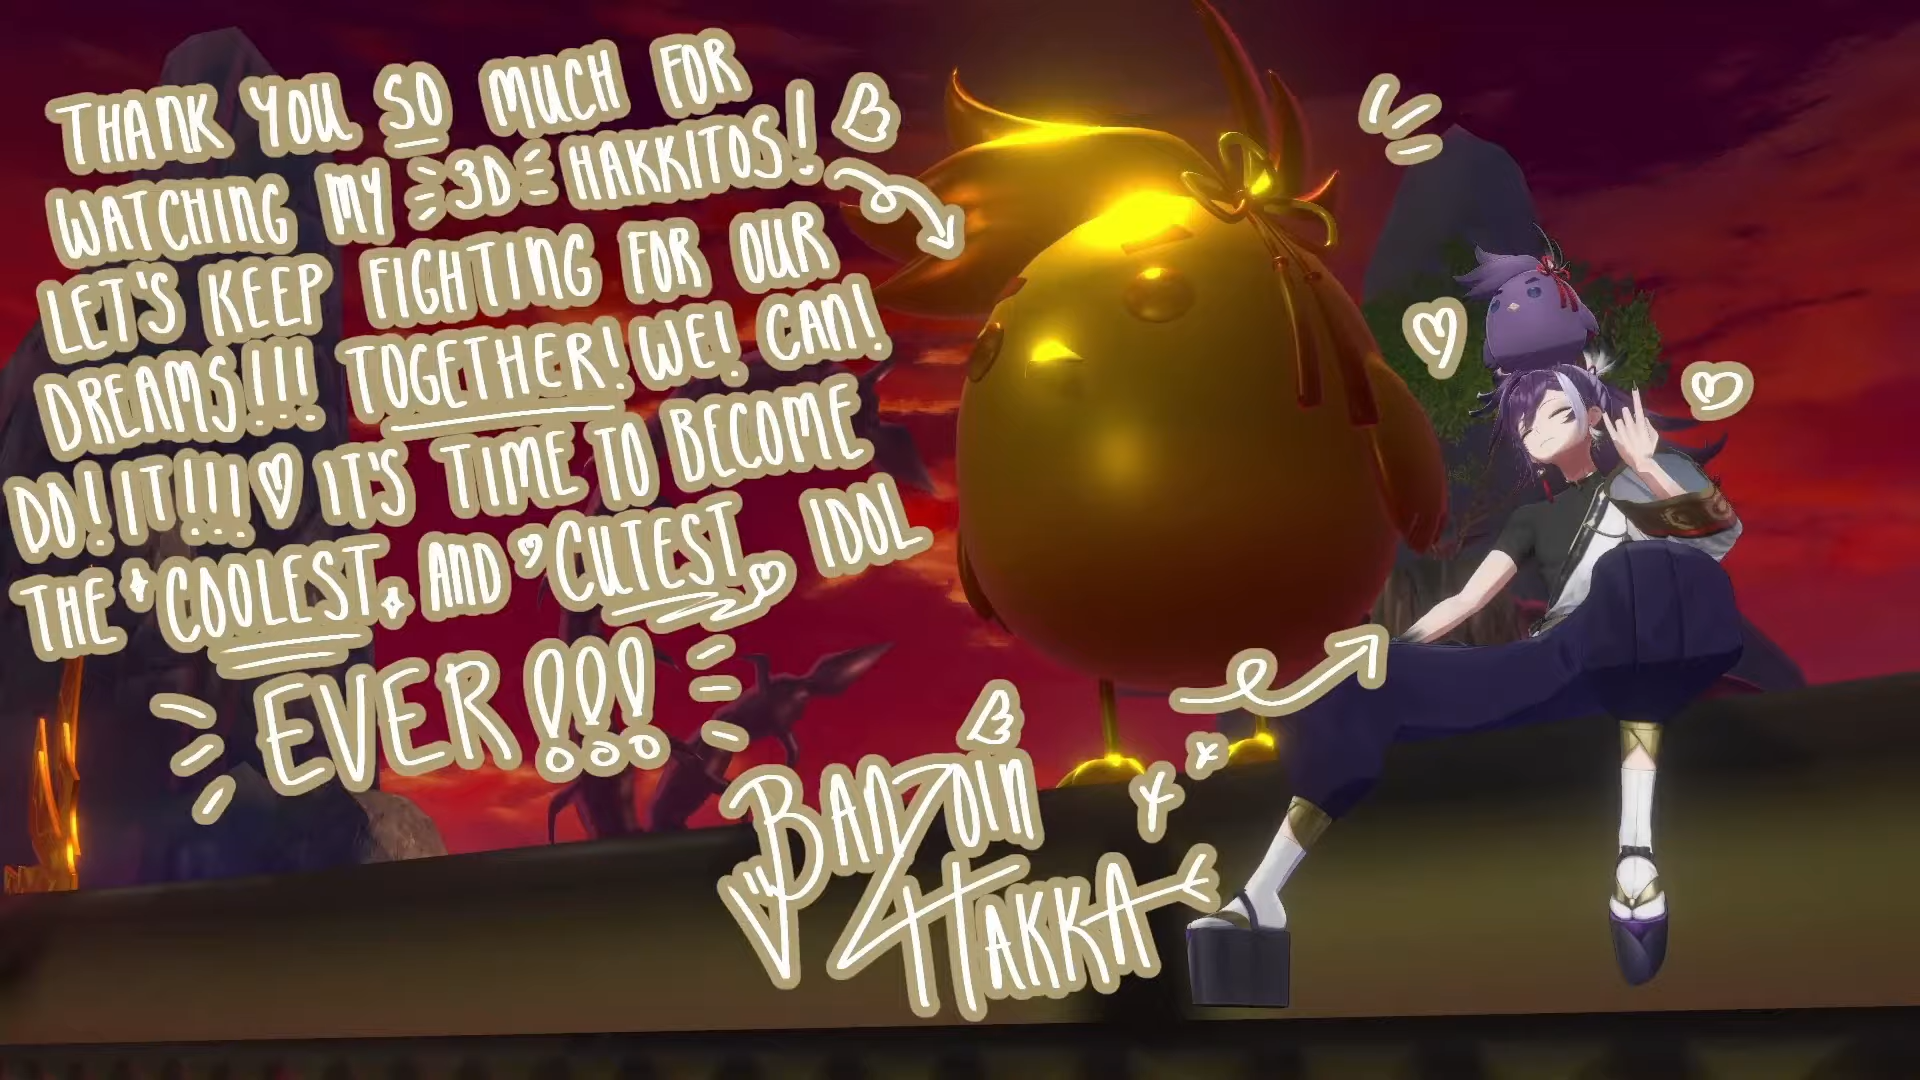 THANK YOU SO MUCH FOR
WATCHING MY 3D HAKKITOS!
LET'S KEEP FIGHTING FOR OUR
DREAMS!!! TOGETHER! WE! CAN!
DO! IT!!! IT'S TIME TO BECOME
THE COOLEST AND CUTEST IDOL
EVER!!!
BANZOIN
HAKKA